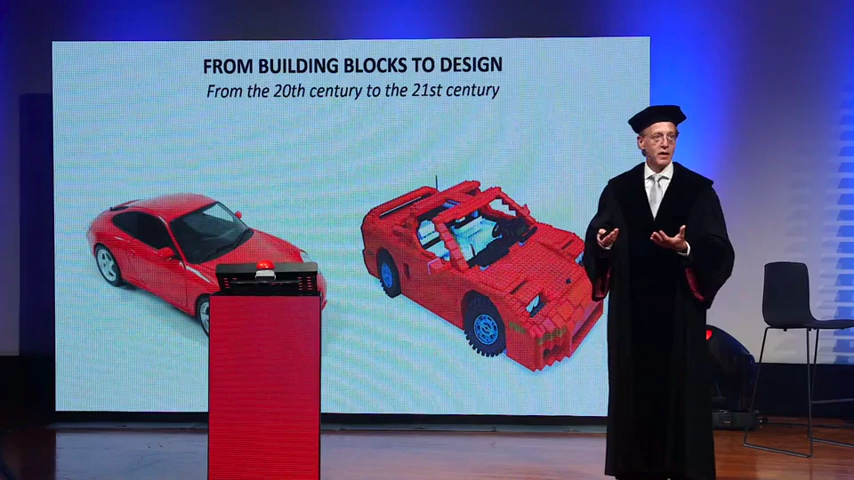 FROM BUILDING BLOCKS TO DESIGN
From the 20th century to the 21st century